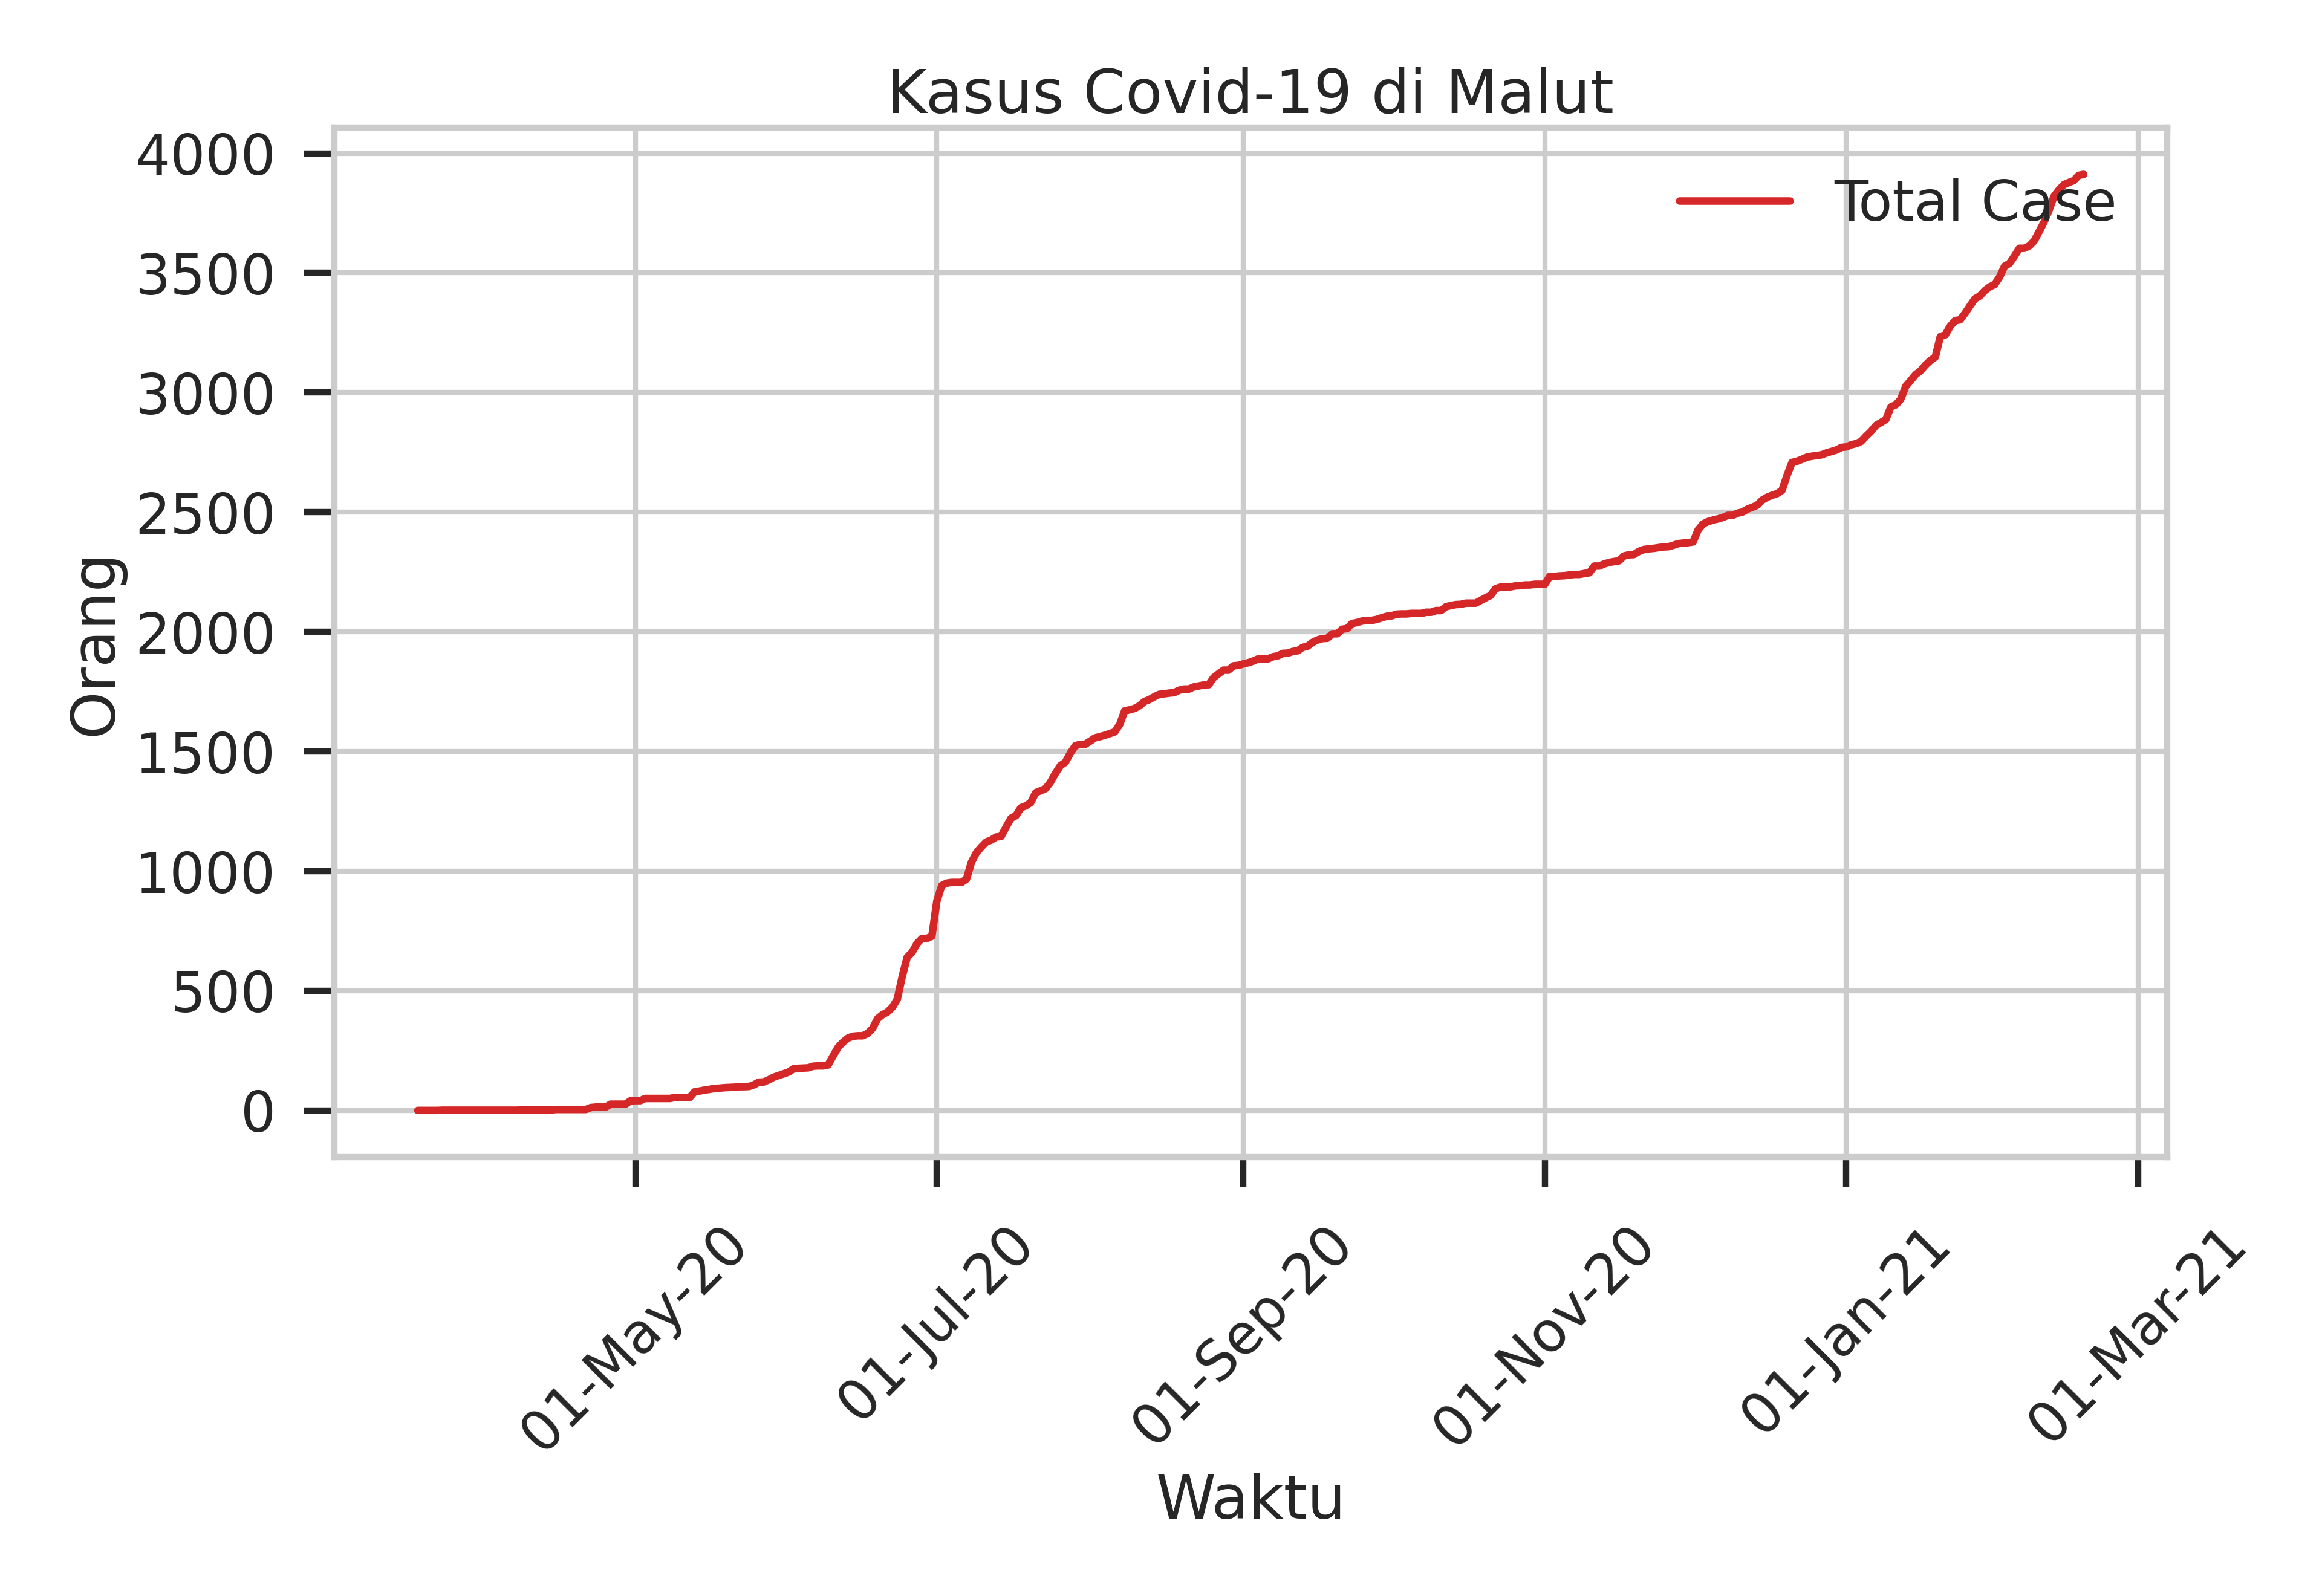 Kasus Covid-19 di Malut
Total Case
4000
3500
3000
2500
2000
1500
1000
500
0
Orang
01-May-20
01-Jul-20
01-Sep-20
01-Nov-20
01-Jan-21
01-Mar-21
Waktu